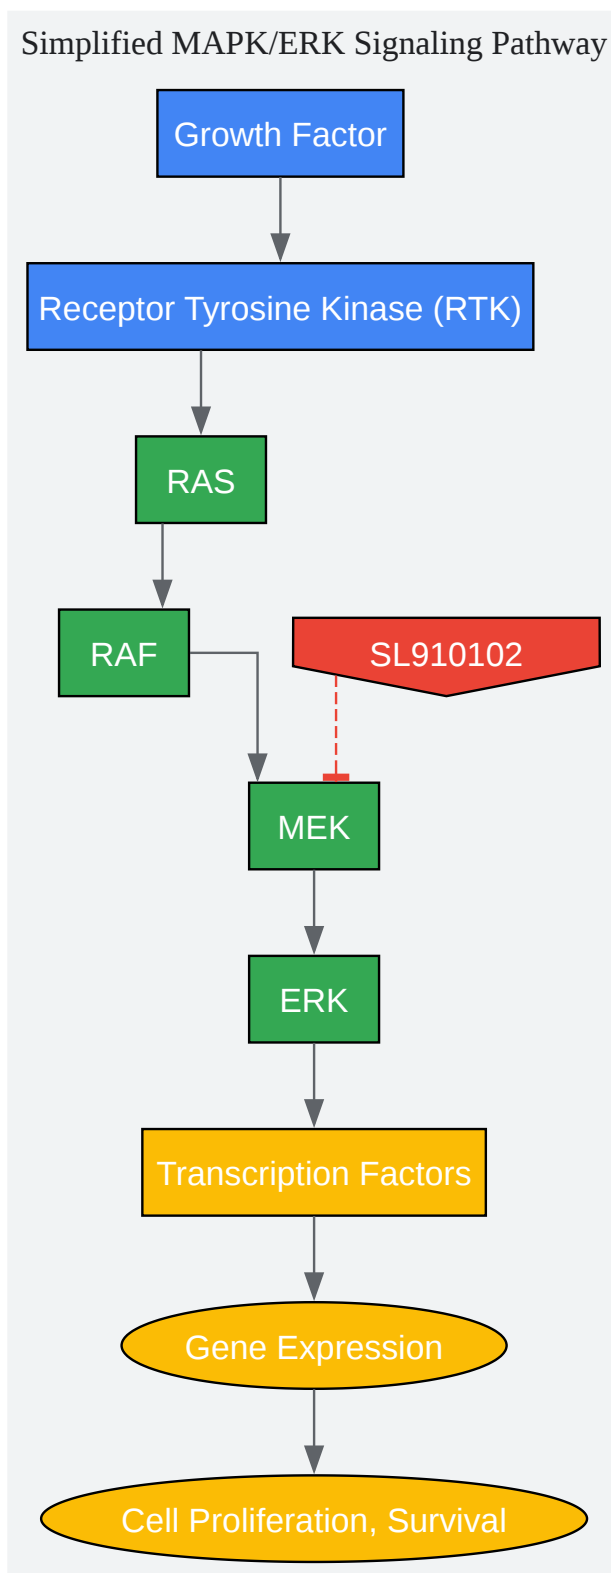 Simplified MAPK/ERK Signaling Pathway
Growth Factor
Receptor Tyrosine Kinase (RTK)
RAS
RAF
SL910102
MEK
ERK
Transcription Factors
Gene Expression
Cell Proliferation, Survival